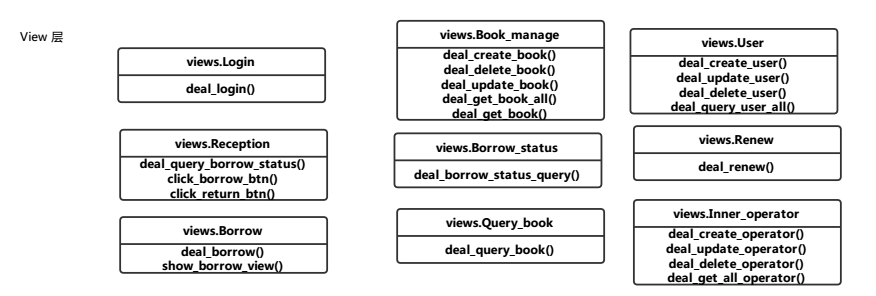 View 层
views.Login
deal_login()
views.Book_manage
deal_create_book()
deal_delete_book()
deal_update_book()
deal_get_book_all()
deal_get_book()
views.User
deal_create_user()
deal_update_user()
deal_delete_user()
deal_query_user_all()
views.Reception
deal_query_borrow_status()
click_borrow_btn()
click_return_btn()
views.Borrow_status
deal_borrow_status_query()
views.Renew
deal_renew()
views.Borrow
deal_borrow()
show_borrow_view()
views.Query_book
deal_query_book()
views.Inner_operator
deal_create_operator()
deal_update_operator()
deal_delete_operator()
deal_get_all_operator()